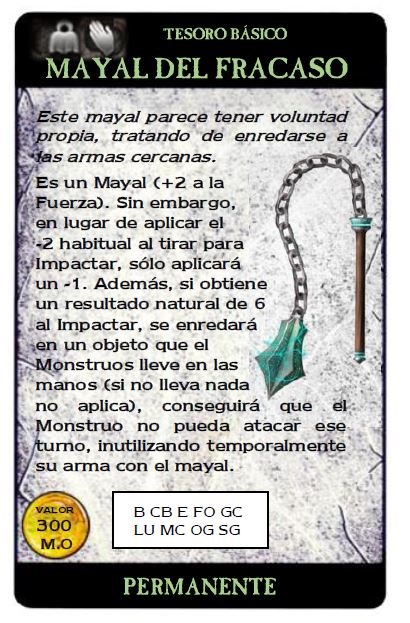 TESORO BÁSICO
MAYAL DEL FRACASO
Este mayal parece tener voluntad
propia, tratando de enredarse a
las armas cercanas.
Es un Mayal (+2 a la
Fuerza). Sin embargo,
en lugar de aplicar el
-2 habitual al tirar para
Impactar, sólo aplicará
un -1. Además, si obtiene
un resultado natural de 6
al Impactar, se enredará
en un objeto que el
Monstruos lleve en las
manos (si no lleva nada
no aplica), conseguirá que el
Monstruo no pueda atacar ese
turno, inutilizando temporalmente
su arma con el mayal.
VALOR
300
M.O
B CB E FO GC
LU MC OG SG
PERMANENTE